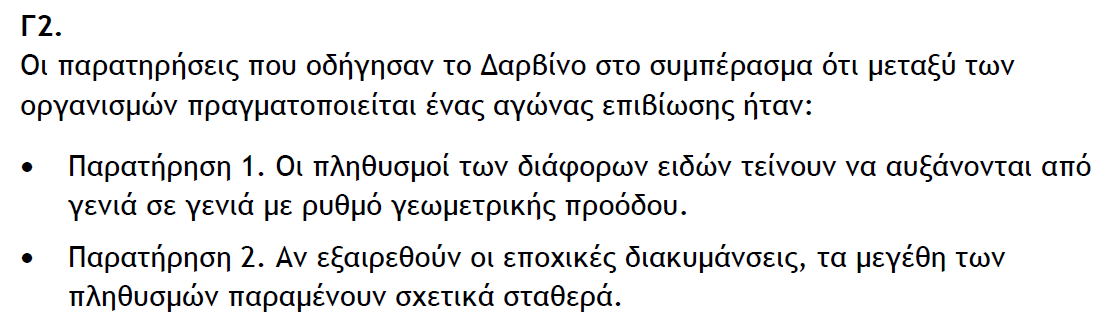 Γ2.
Οι παρατηρήσεις που οδήγησαν το Δαρβίνο στο συμπέρασμα ότι μεταξύ των
οργανισμών πραγματοποιείται ένας αγώνας επιβίωσης ήταν:
• Παρατήρηση 1. Οι πληθυσμοί των διάφορων ειδών τείνουν να αυξάνονται από
γενιά σε γενιά με ρυθμό γεωμετρικής προόδου.
• Παρατήρηση 2. Αν εξαιρεθούν οι εποχικές διακυμάνσεις, τα μεγέθη των
πληθυσμών παραμένουν σχετικά σταθερά.